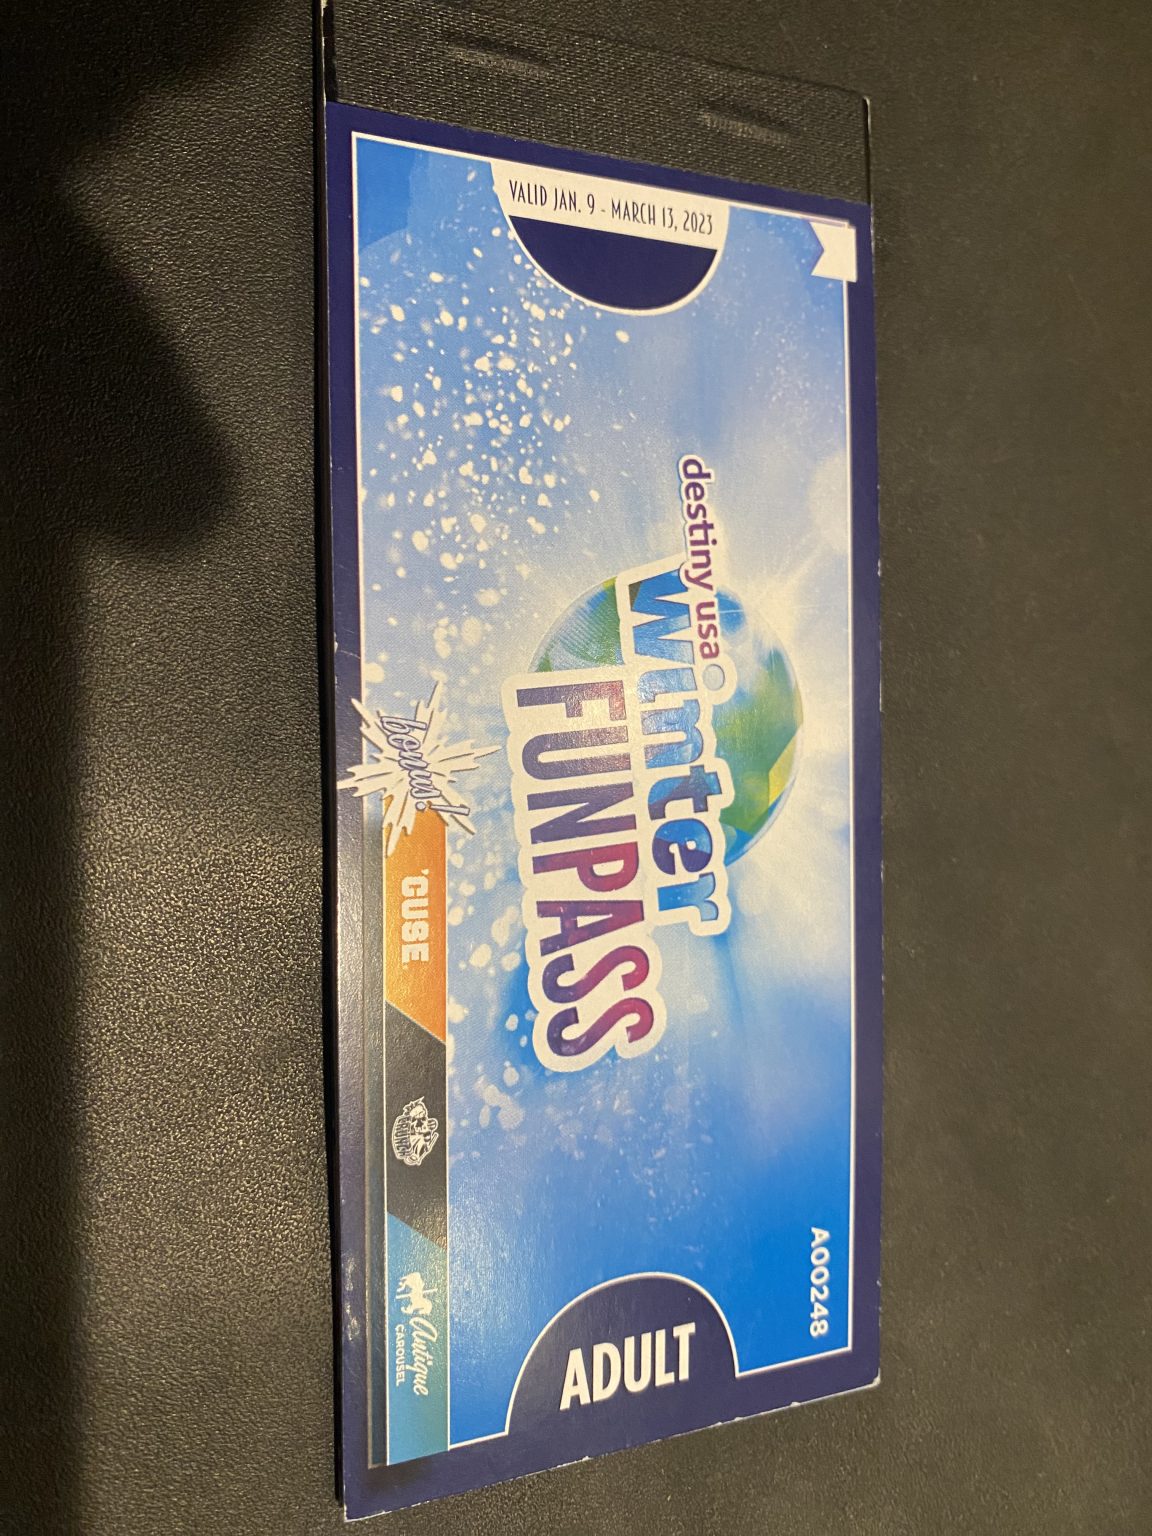 A00248
VALID JAN. 9 - MARCH 13, 2023
destiny usa
Winter
FUNPASS
ADULT
bonus!
'CUSE
Antique
CAROUSEL